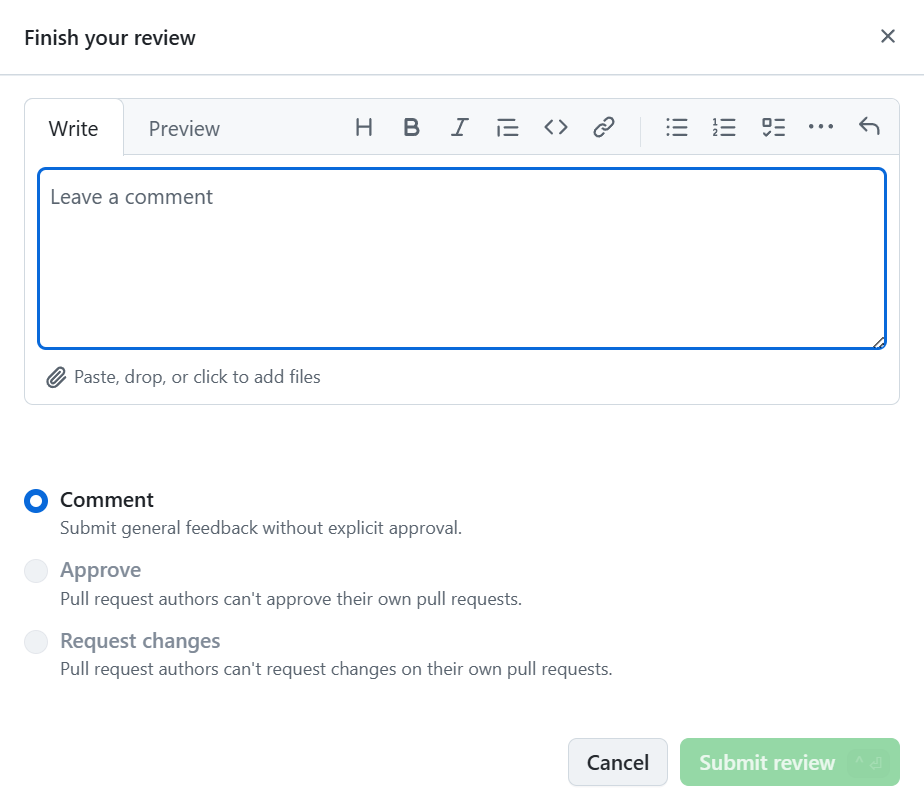 Finish your review
Write
Preview
Leave a comment
Paste, drop, or click to add files
Comment
Submit general feedback without explicit approval.
Approve
Pull request authors can't approve their own pull requests.
Request changes
Pull request authors can't request changes on their own pull requests.
Cancel
Submit review